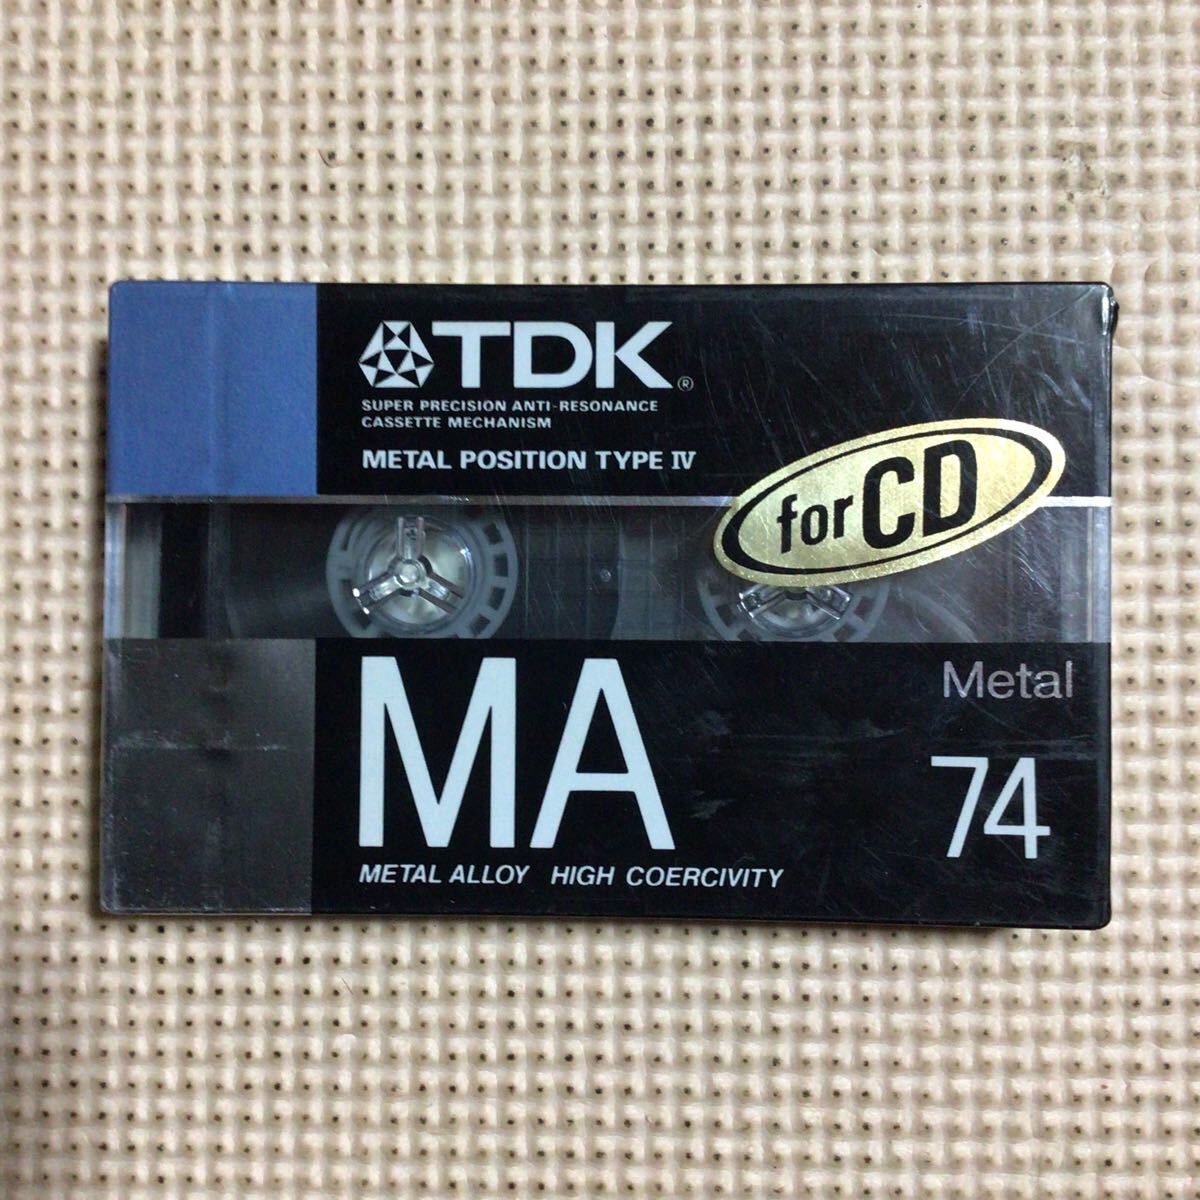 TDK®
SUPER PRECISION ANTI-RESONANCE
CASSETTE MECHANISM
METAL POSITION TYPE IV
for CD
MA
Metal
74
METAL ALLOY HIGH COERCIVITY